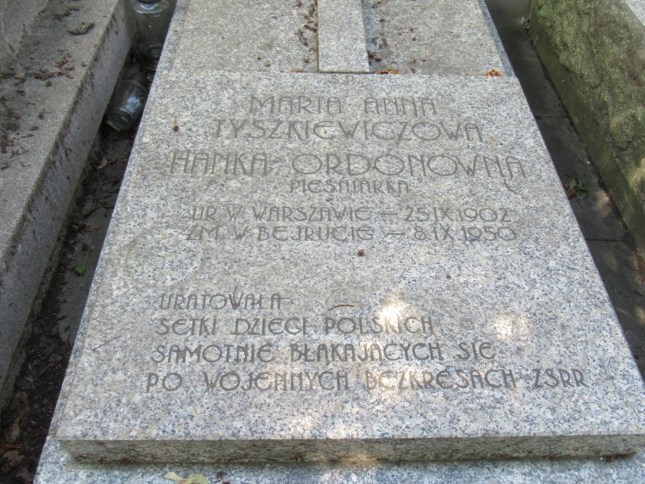 MARIA ANNA
TYSZKIEWICZOWA
HANKA ORDONÓWNA
PIEŚNIARKA
UR. W. WARSZAWIE – 25.IX.1902
ZM. W BEJRUCIE – 8.IX.1950
URATOWAŁA
SETKI DZIECI POLSKICH
SAMOTNIE BŁĄKAJĄCYCH SIĘ
PO WOJENNYCH BEZKRESACH ZSRR